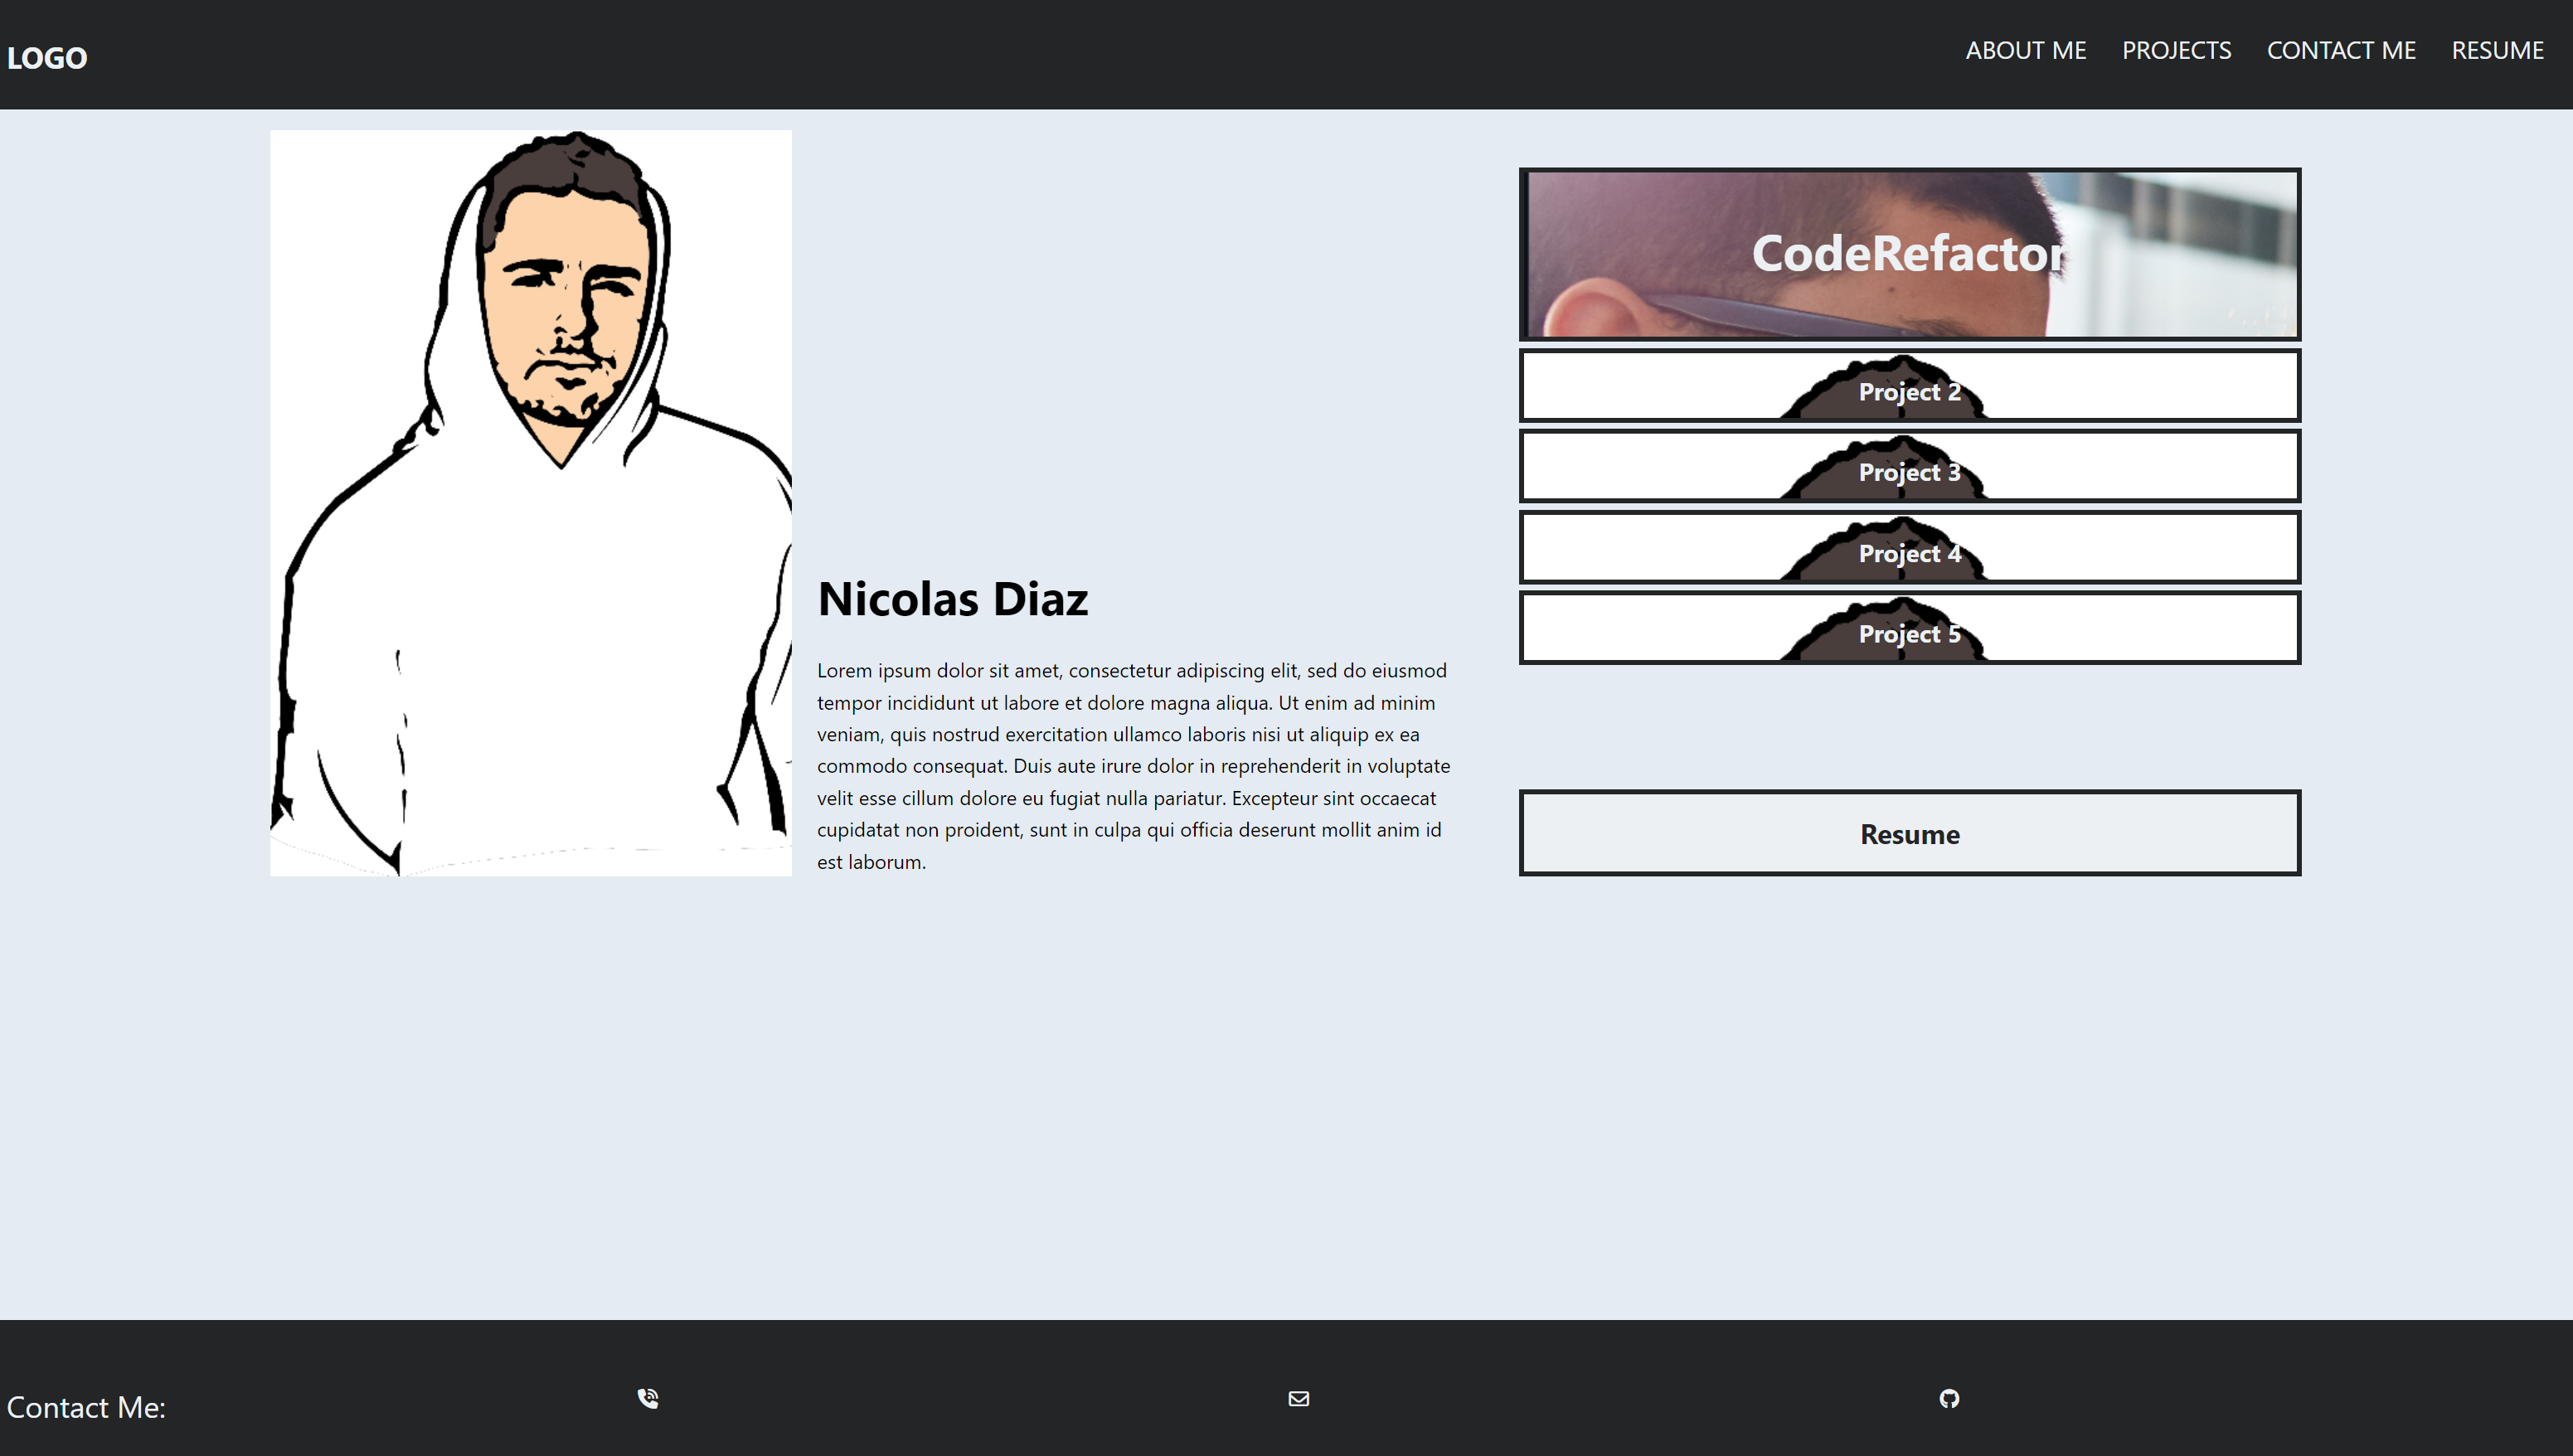 LOGO
ABOUT ME PROJECTS CONTACT ME RESUME
Nicolas Diaz
Lorem ipsum dolor sit amet, consectetur adipiscing elit, sed do eiusmod
tempor incididunt ut labore et dolore magna aliqua. Ut enim ad minim
veniam, quis nostrud exercitation ullamco laboris nisi ut aliquip ex ea
commodo consequat. Duis aute irure dolor in reprehenderit in voluptate
velit esse cillum dolore eu fugiat nulla pariatur. Excepteur sint occaecat
cupidatat non proident, sunt in culpa qui officia deserunt mollit anim id
est laborum.
CodeRefactor
Project 2
Project 3
Project 4
Project 5
Resume
Contact Me: